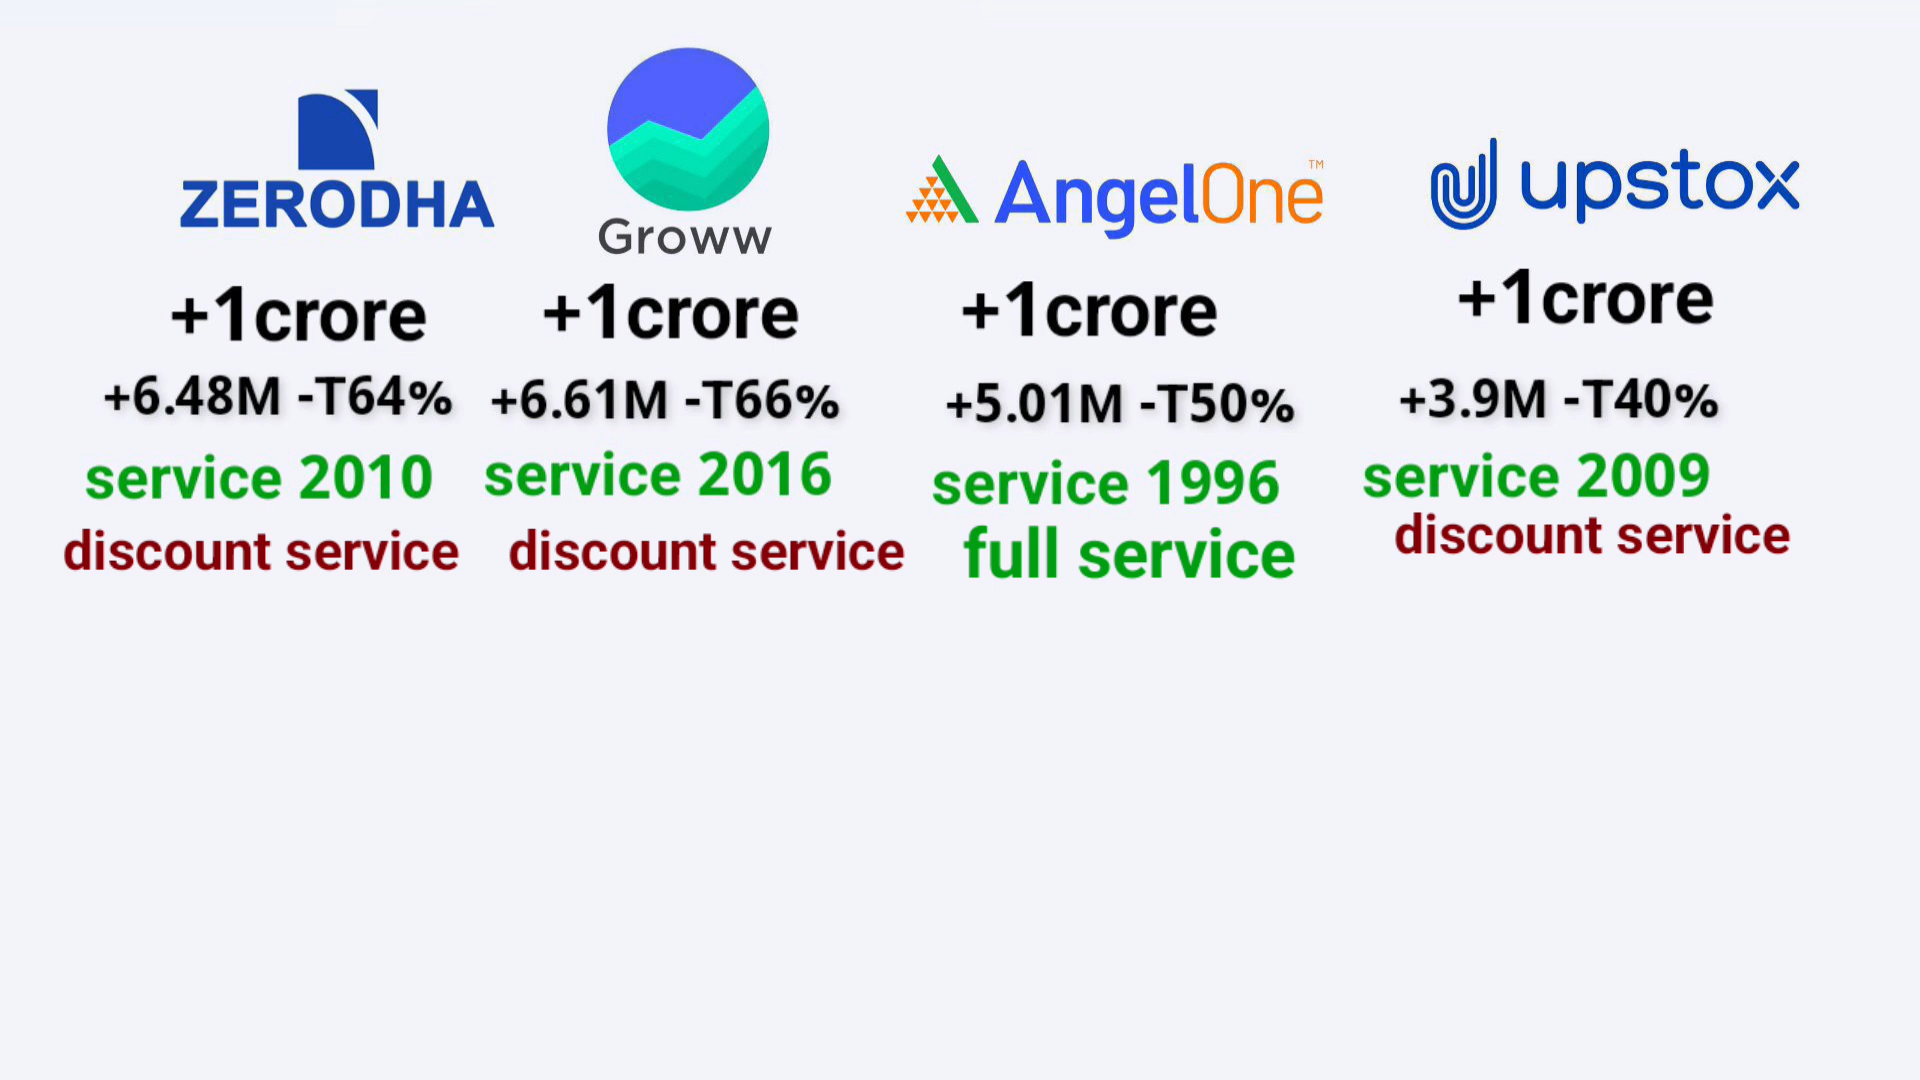 ZERODHA
+1crore
+6.48M -T64%
service 2010
discount service
Groww
+1crore
+6.61M -T66%
service 2016
discount service
AngelOne™
+1crore
+5.01M -T50%
service 1996
full service
upstox
+1crore
+3.9M -T40%
service 2009
discount service